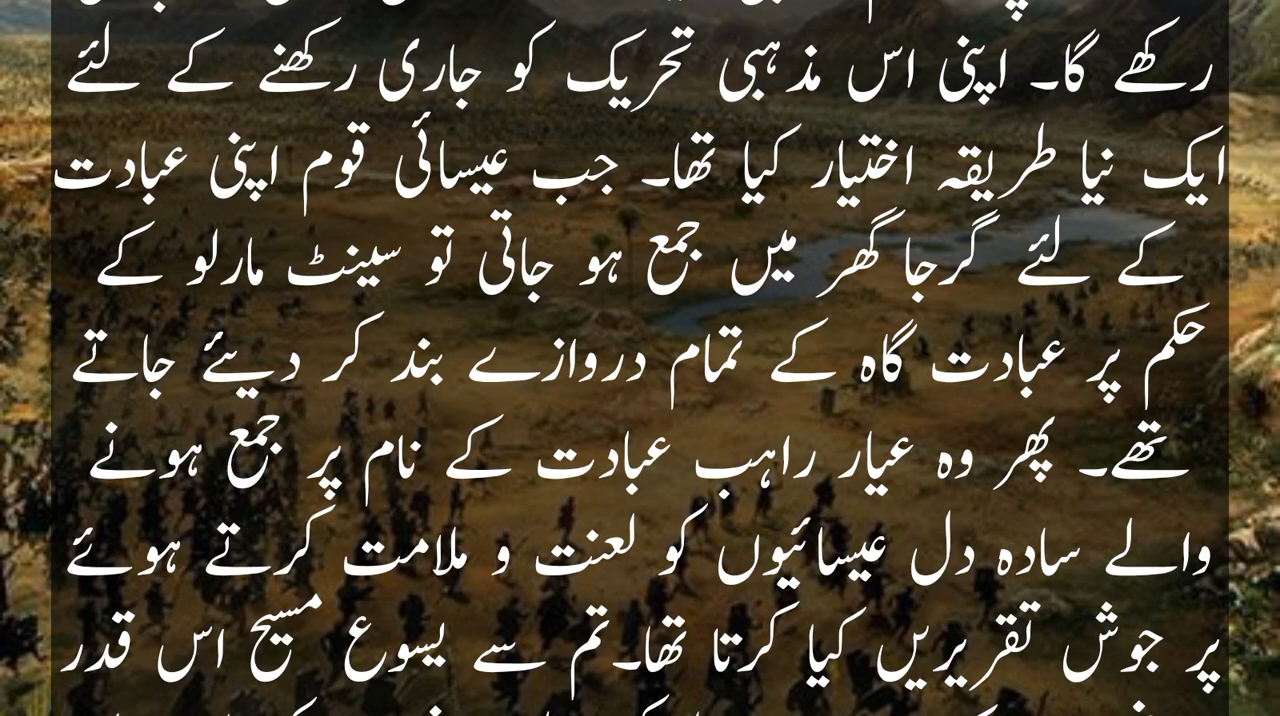 رکھے گا۔ اپنی اس مذہبی تحریک کو جاری رکھنے کے لئے
ایک نیا طریقہ اختیار کیا تھا۔ جب عیسائی قوم اپنی عبادت
کے لئے گرجا گھر میں جمع ہو جاتی تو سینٹ مارلو کے
حکم پر عبادت گاہ کے تمام دروازے بند کر دیئے جاتے
تھے۔ پھر وہ عیار راہب عبادت کے نام پر جمع ہونے
والے سادہ دل عیسائیوں کو لعنت و ملامت کرتے ہوئے
پر جوش تقریریں کیا کرتا تھا۔تم سے یسوع مسیح اس قدر